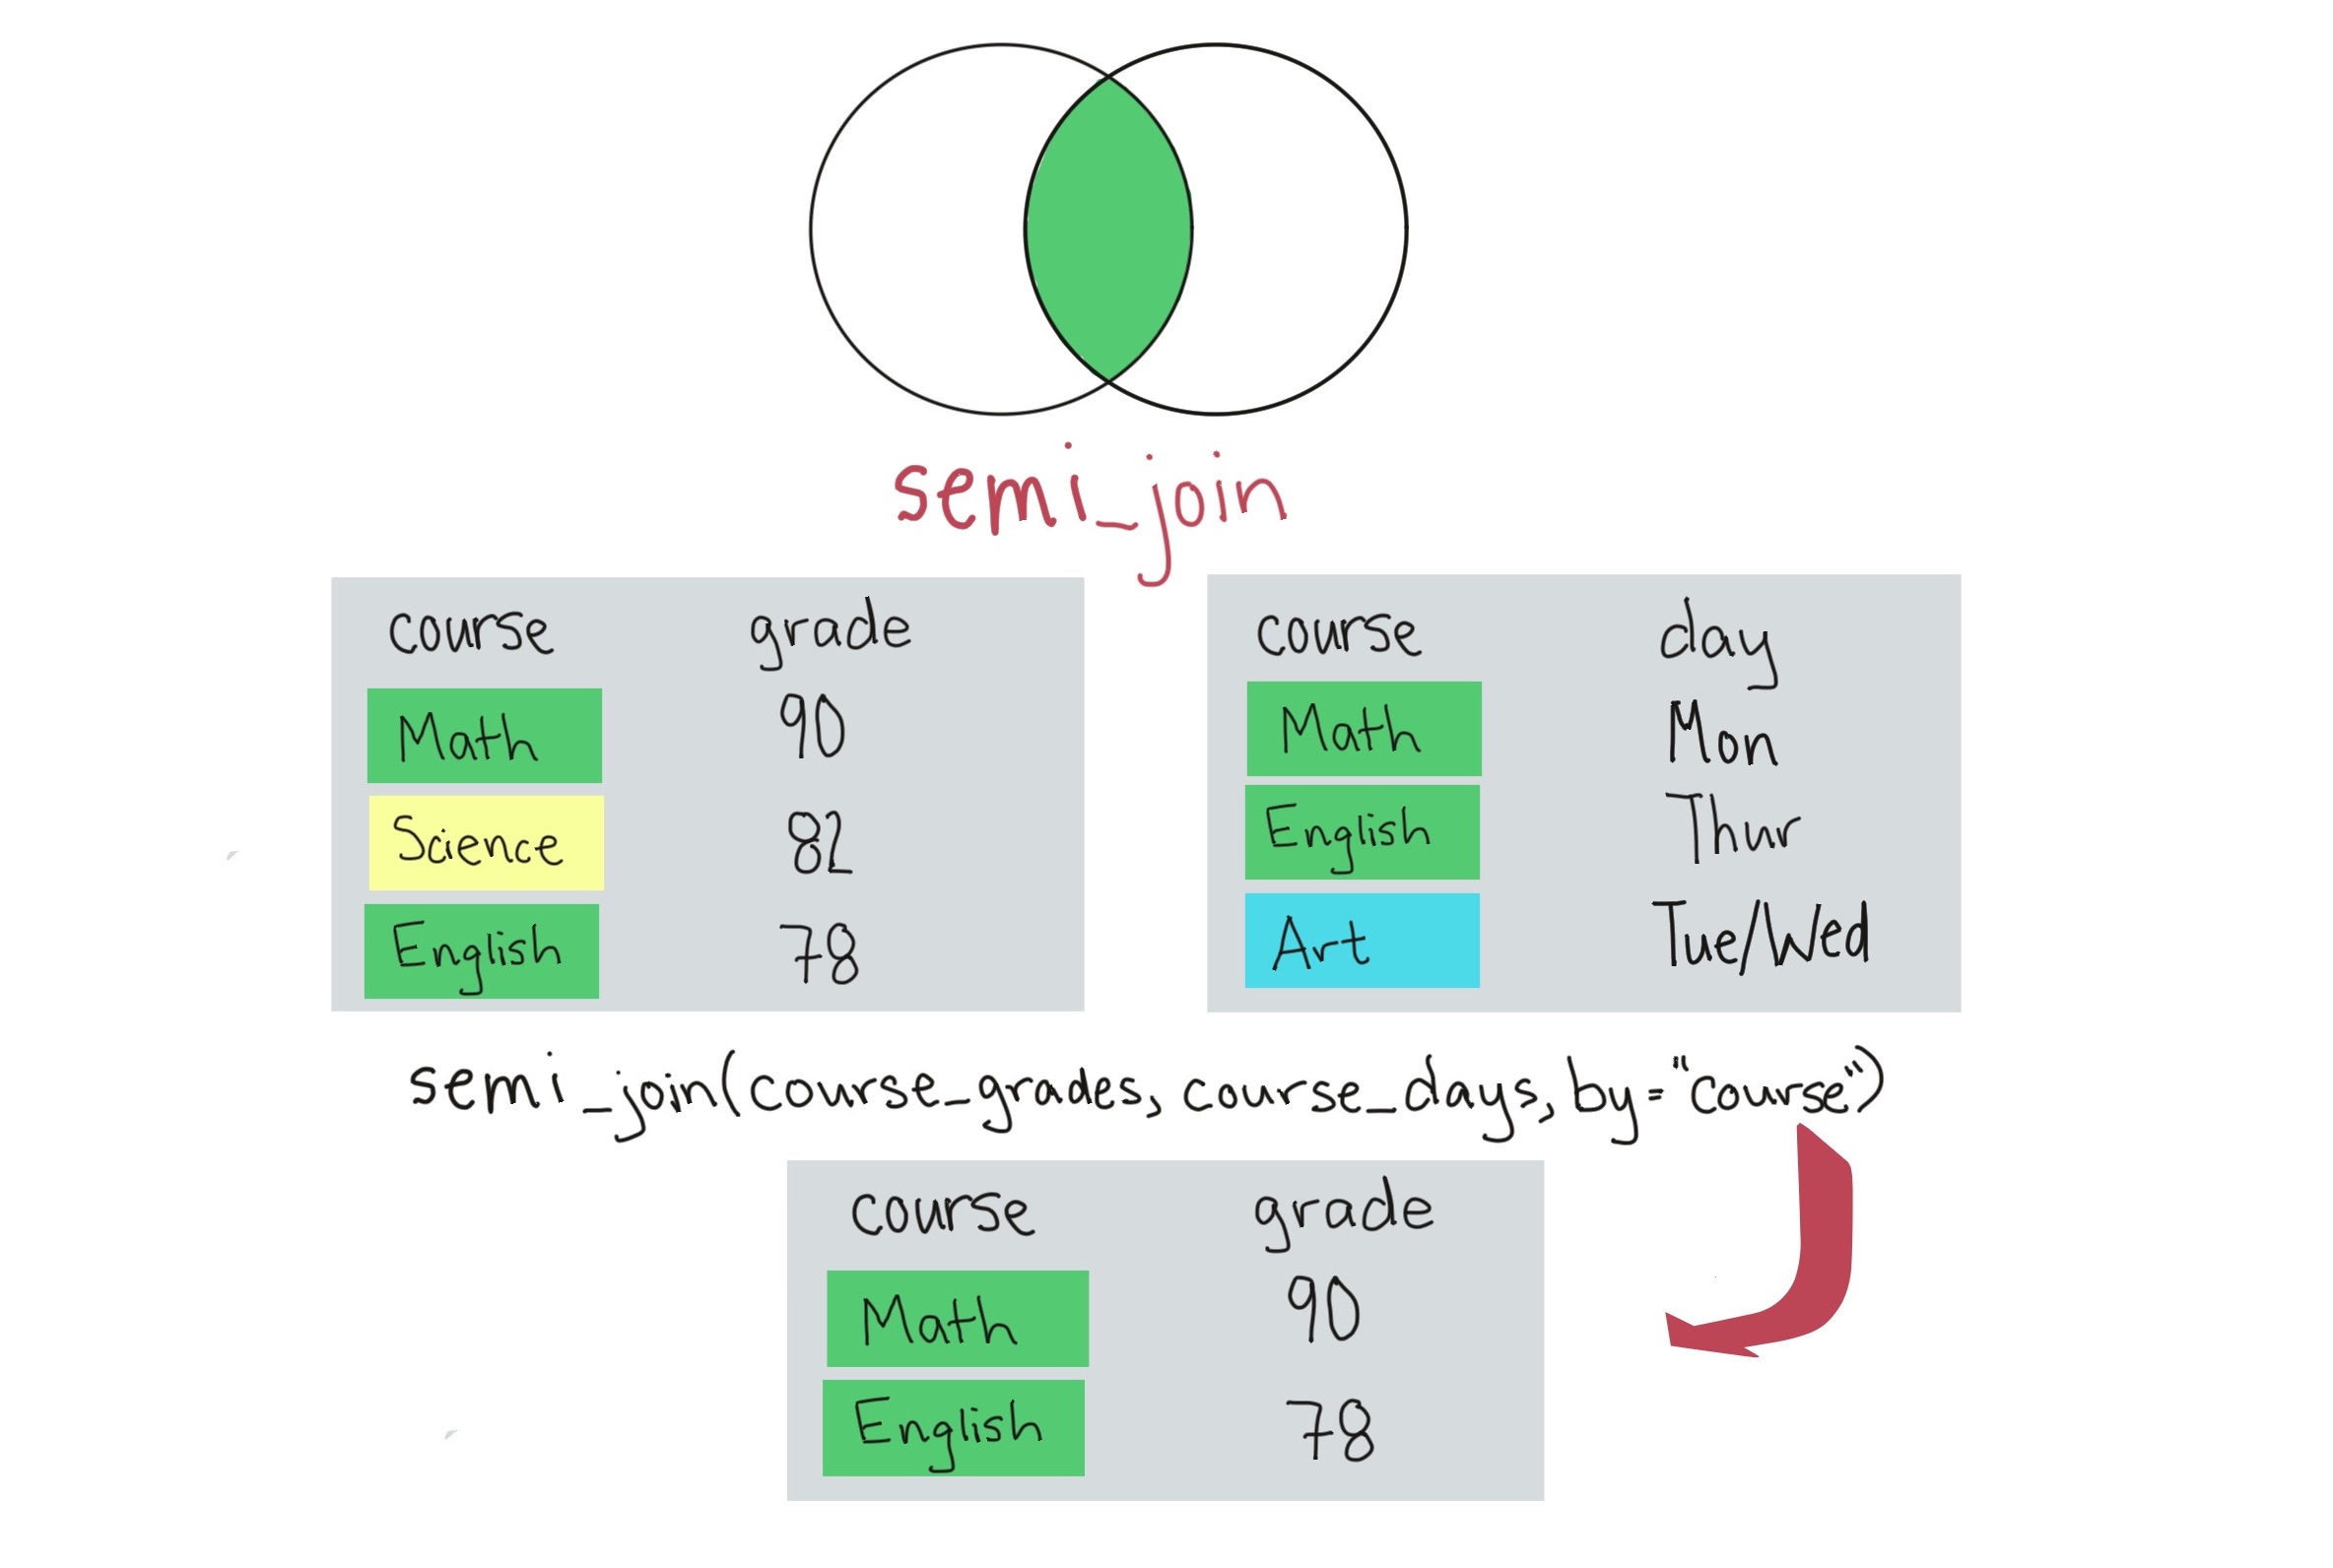 semi_join
course grade
Math 90
Science 82
English 78
course day
Math Mon
English Thur
Art Tue/Wed
semi_join(course_grades, course_days, by="course")
course grade
Math 90
English 78